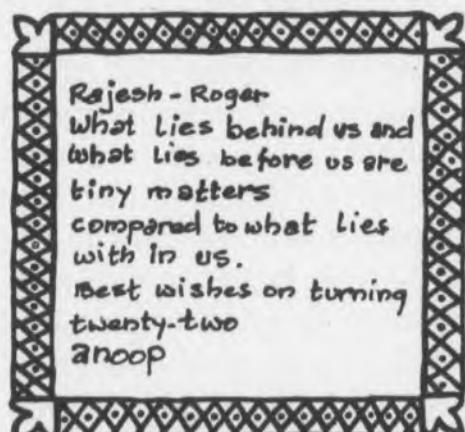 Rajesh - Roger
What lies behind us and
what lies before us are
tiny matters
compared to what lies
with in us.
Best wishes on turning
twenty-two
anoop